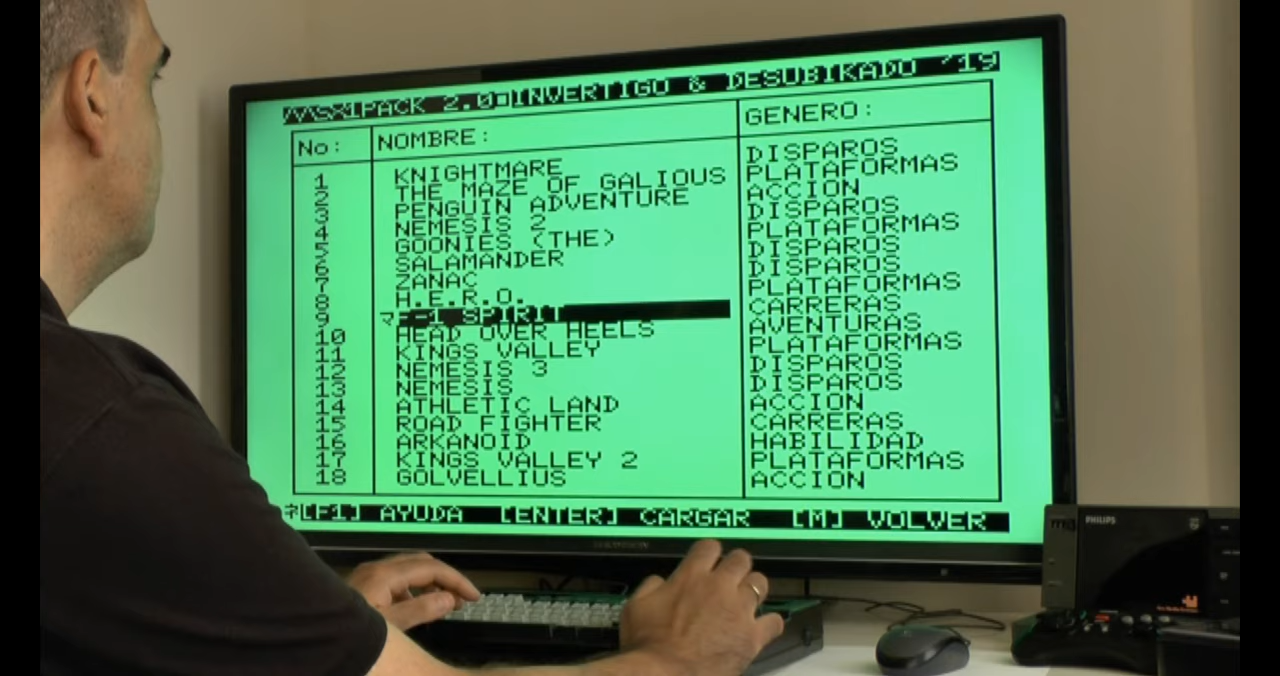 MSX1PACK 2.0 INVERTIGO & DESUBIKADO '19
No: NOMBRE: GENERO:
1 KNIGHTMARE DISPAROS
2 THE MAZE OF GALIOUS PLATAFORMAS
3 PENGUIN ADVENTURE ACCION
4 NEMESIS 2 DISPAROS
5 GOONIES (THE) PLATAFORMAS
6 SALAMANDER DISPAROS
7 ZANAC DISPAROS
8 H.E.R.O. PLATAFORMAS
9 F-1 SPIRIT CARRERAS
10 HEAD OVER HEELS AVENTURAS
11 KINGS VALLEY PLATAFORMAS
12 NEMESIS 3 DISPAROS
13 NEMESIS DISPAROS
14 ATHLETIC LAND ACCION
15 ROAD FIGHTER CARRERAS
16 ARKANOID HABILIDAD
17 KINGS VALLEY 2 PLATAFORMAS
18 GOLVELLIUS ACCION
[F1] AYUDA [ENTER] CARGAR [M] VOLVER
PHILIPS